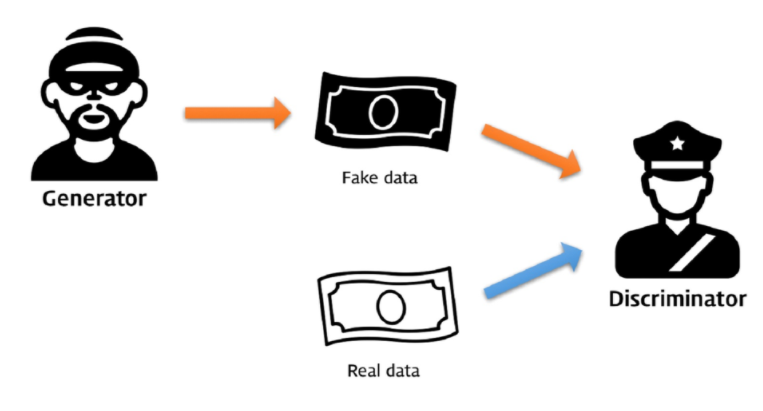 Generator
Fake data
Discriminator
Real data